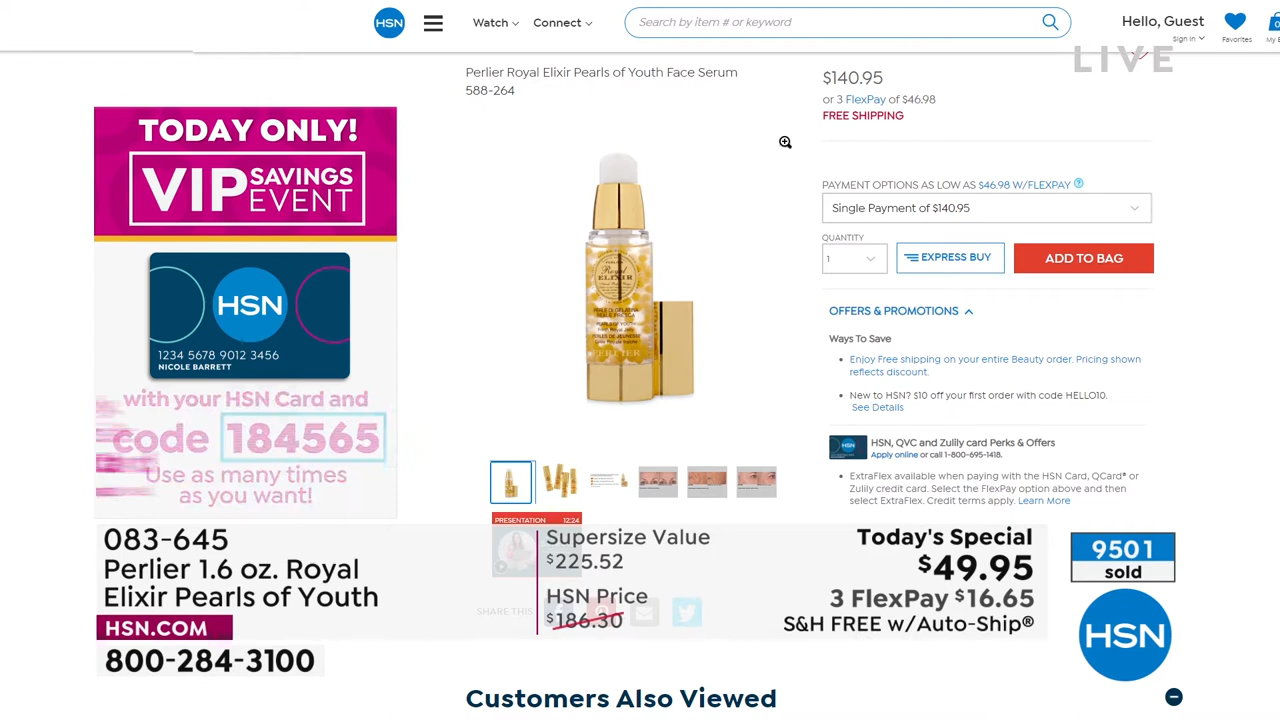 HSN
Watch
Connect
Search by item # or keyword
Hello, Guest
Sign In
Favorites
LIVE
Perlier Royal Elixir Pearls of Youth Face Serum
588-264
$140.95
or 3 FlexPay of $46.98
FREE SHIPPING
PAYMENT OPTIONS AS LOW AS $46.98 W/FLEXPAY
Single Payment of $140.95
QUANTITY
1
EXPRESS BUY
ADD TO BAG
OFFERS & PROMOTIONS
Ways To Save
Enjoy Free shipping on your entire Beauty order. Pricing shown
reflects discount.
New to HSN? $10 off your first order with code HELLO10.
See Details
HSN, QVC and Zulily card Perks & Offers
Apply online or call 1-800-695-1418.
ExtraFlex available when paying with the HSN Card, QCard® or
Zulily credit card. Select the FlexPay option above and then
select ExtraFlex. Credit terms apply. Learn More
TODAY ONLY!
VIP SAVINGS
EVENT
HSN
1234 5678 9012 3456
NICOLE BARRETT
with your HSN Card and
code 184565
Use as many times
as you want!
Royal
ELIXIR
PERLIER
PRESENTATION 12:24
SHARE THIS
083-645
Perlier 1.6 oz. Royal
Elixir Pearls of Youth
HSN.COM
800-284-3100
Supersize Value
$225.52
HSN Price
$186.30
Today's Special
$49.95
3 FlexPay $16.65
S&H FREE w/Auto-Ship®
9501
sold
HSN
Customers Also Viewed